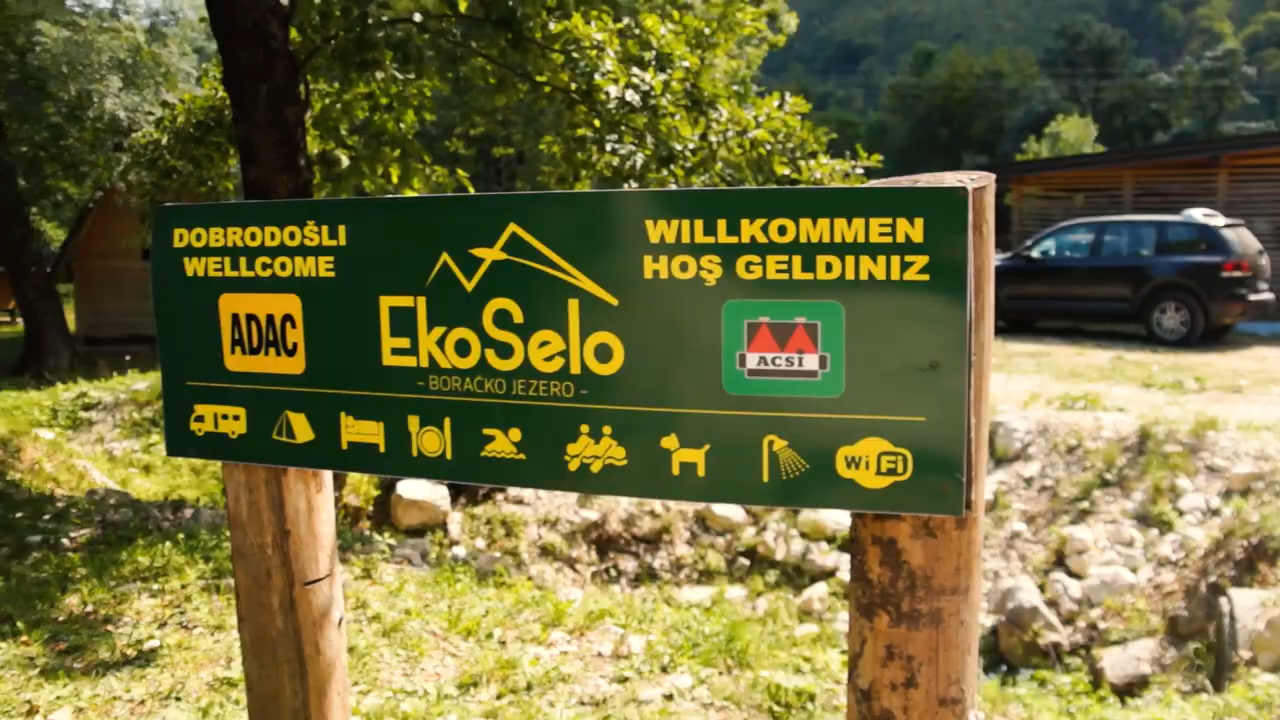 DOBRODOŠLI
WELLCOME
WILLKOMMEN
HOŞ GELDINIZ
ADAC
EkoSelo
- BORAČKO JEZERO -
ACSI
WiFi